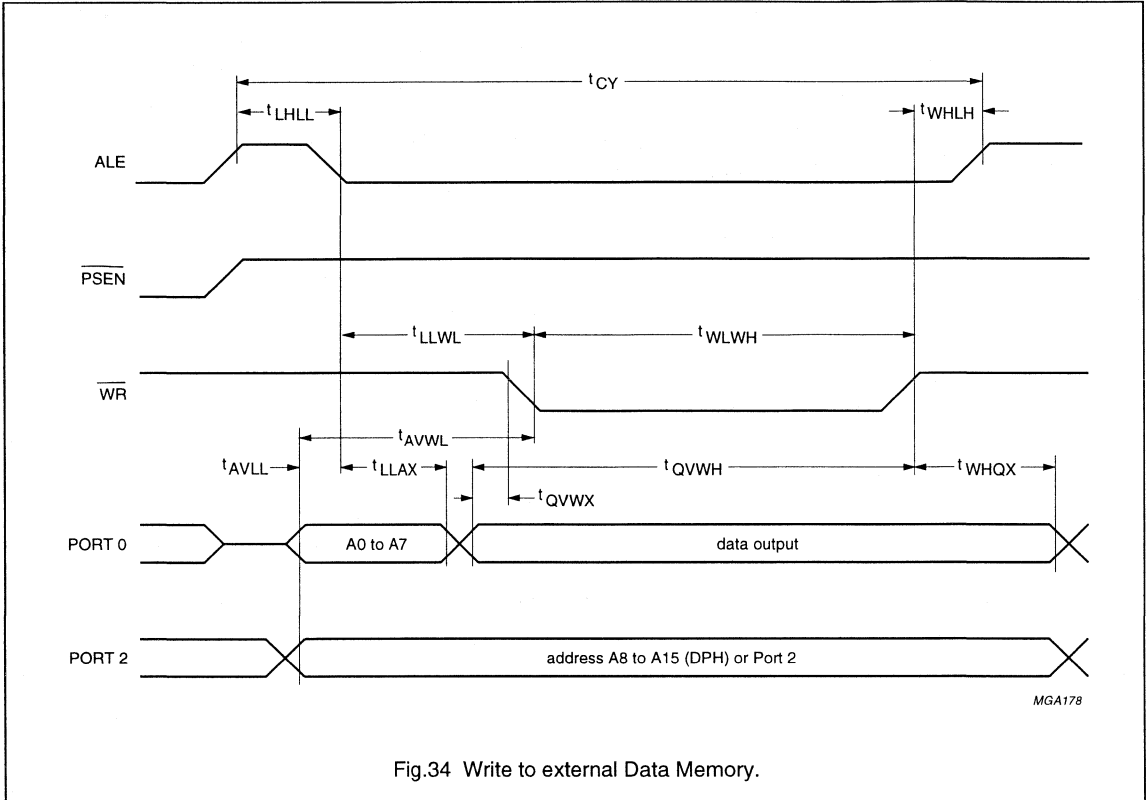 tCY
tLHLL
tWHLH
ALE
PSEN
tLLWL
tWLWH
WR
tAVWL
tAVLL
tLLAX
tQVWH
tWHQX
tQVWX
PORT 0
A0 to A7
data output
PORT 2
address A8 to A15 (DPH) or Port 2
MGA178
Fig.34 Write to external Data Memory.